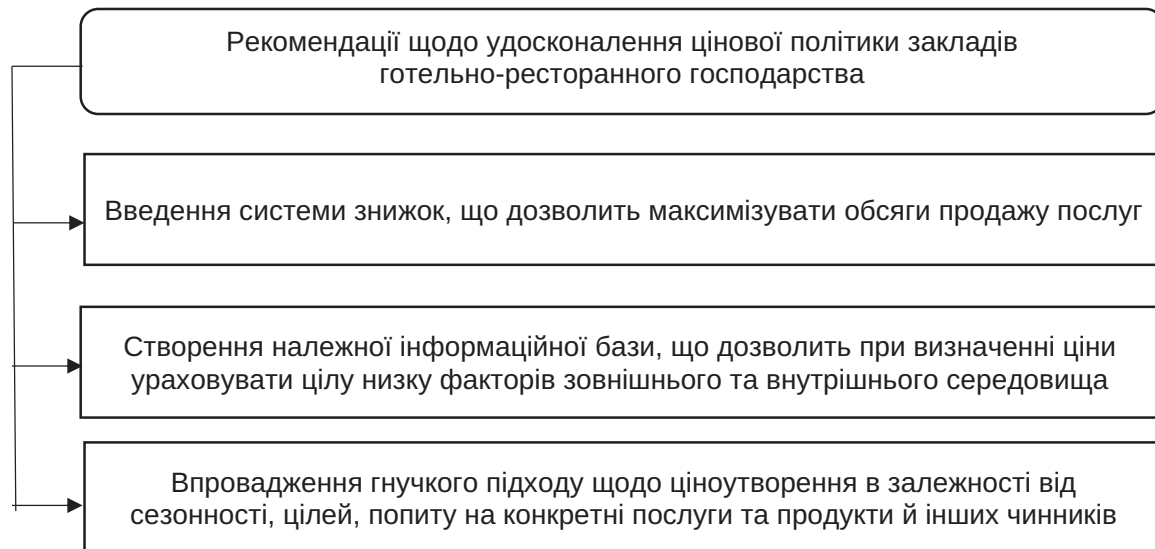 Рекомендації щодо удосконалення цінової політики закладів
готельно-ресторанного господарства
Введення системи знижок, що дозволить максимізувати обсяги продажу послуг
Створення належної інформаційної бази, що дозволить при визначенні ціни
ураховувати цілу низку факторів зовнішнього та внутрішнього середовища
Впровадження гнучкого підходу щодо ціноутворення в залежності від
сезонності, цілей, попиту на конкретні послуги та продукти й інших чинників